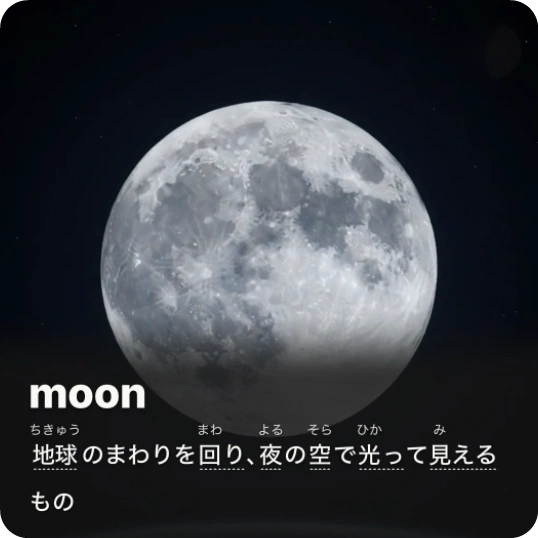 moon
ちきゅう まわ よる そら ひか み
地球のまわりを回り、夜の空で光って見える
もの